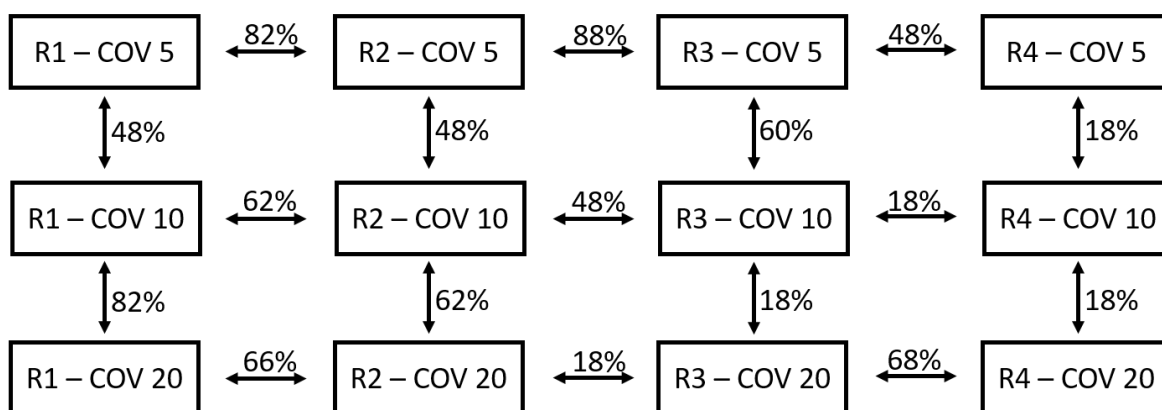 R1 – COV 5 82% R2 – COV 5 88% R3 – COV 5 48% R4 – COV 5
48% 48% 60% 18%
R1 – COV 10 62% R2 – COV 10 48% R3 – COV 10 18% R4 – COV 10
82% 62% 18% 18%
R1 – COV 20 66% R2 – COV 20 18% R3 – COV 20 68% R4 – COV 20